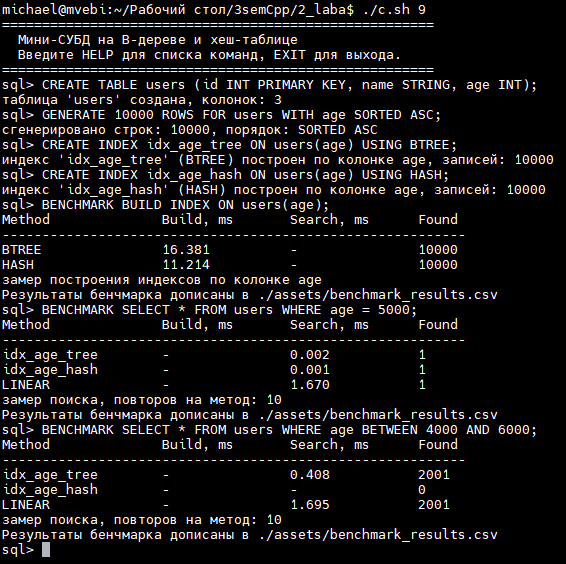 michael@mvebi:~/Рабочий стол/3semCpp/2_laba$ ./c.sh 9
======================================================
  Мини-СУБД на B-дереве и хеш-таблице
  Введите HELP для списка команд, EXIT для выхода.
======================================================
sql> CREATE TABLE users (id INT PRIMARY KEY, name STRING, age INT);
таблица 'users' создана, колонок: 3
sql> GENERATE 10000 ROWS FOR users WITH age SORTED ASC;
сгенерировано строк: 10000, порядок: SORTED ASC
sql> CREATE INDEX idx_age_tree ON users(age) USING BTREE;
индекс 'idx_age_tree' (BTREE) построен по колонке age, записей: 10000
sql> CREATE INDEX idx_age_hash ON users(age) USING HASH;
индекс 'idx_age_hash' (HASH) построен по колонке age, записей: 10000
sql> BENCHMARK BUILD INDEX ON users(age);
Method              Build, ms       Search, ms      Found
----------------------------------------------------------
BTREE               16.381          -               10000
HASH                11.214          -               10000
замер построения индексов по колонке age
Результаты бенчмарка дописаны в ./assets/benchmark_results.csv
sql> BENCHMARK SELECT * FROM users WHERE age = 5000;
Method              Build, ms       Search, ms      Found
----------------------------------------------------------
idx_age_tree        -               0.002           1
idx_age_hash        -               0.001           1
LINEAR              -               1.670           1
замер поиска, повторов на метод: 10
Результаты бенчмарка дописаны в ./assets/benchmark_results.csv
sql> BENCHMARK SELECT * FROM users WHERE age BETWEEN 4000 AND 6000;
Method              Build, ms       Search, ms      Found
----------------------------------------------------------
idx_age_tree        -               0.408           2001
idx_age_hash        -               -               0
LINEAR              -               1.695           2001
замер поиска, повторов на метод: 10
Результаты бенчмарка дописаны в ./assets/benchmark_results.csv
sql>